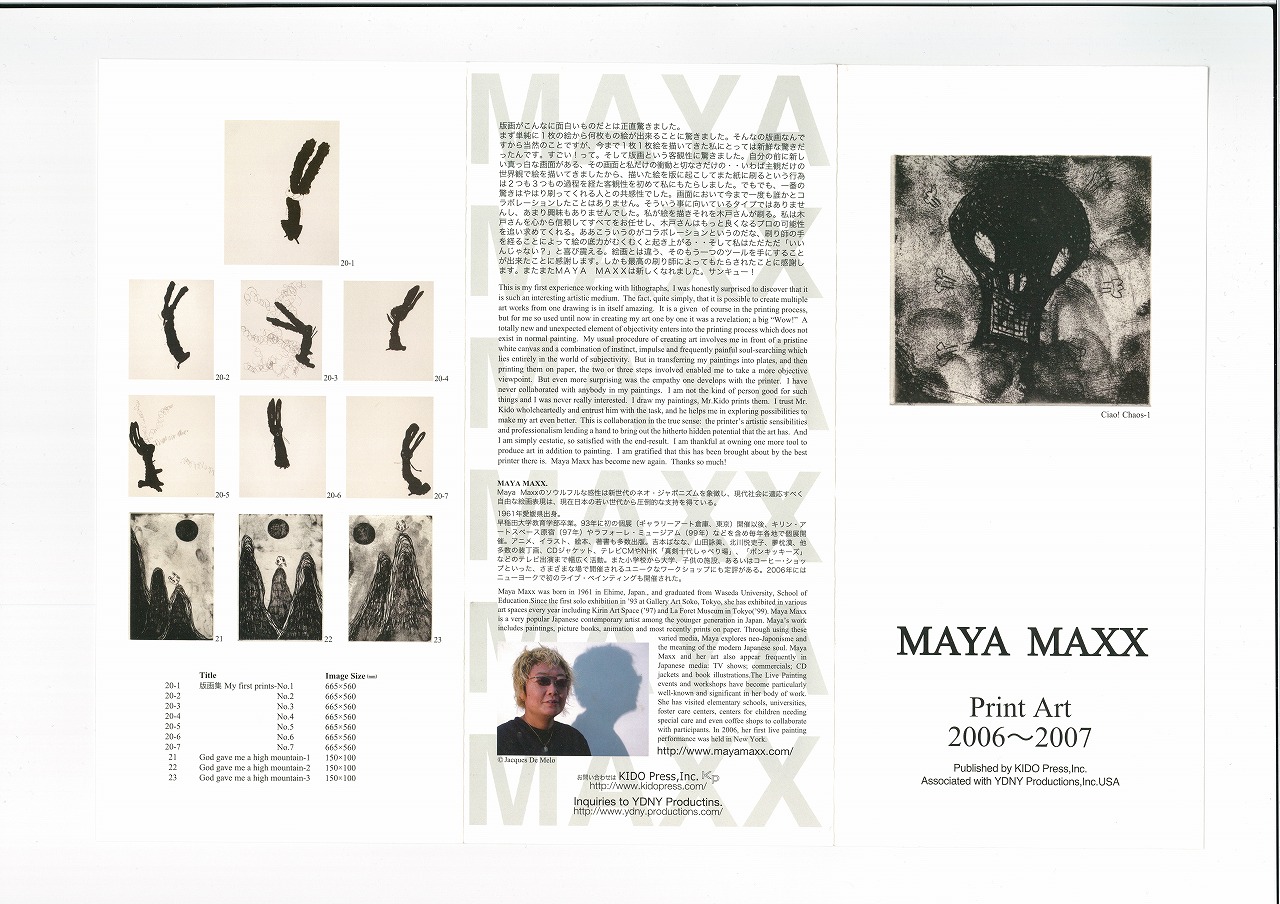 20-1
20-2
20-3
20-4
20-5
20-6
20-7
21
22
23
Title Image Size (mm)
20-1 版画集 My first prints-No.1 665×560
20-2 No.2 665×560
20-3 No.3 665×560
20-4 No.4 665×560
20-5 No.5 665×560
20-6 No.6 665×560
20-7 No.7 665×560
21 God gave me a high mountain-1 150×100
22 God gave me a high mountain-2 150×100
23 God gave me a high mountain-3 150×100
MAYA
MAXX
MAYA
MAXX
MAYA
MAXX
版画がこんなに面白いものだとは正直驚きました。
まず単純に1枚の絵から何枚もの絵が出来ることに驚きました。そんなの版画なんで
すから当然のことですが、今まで1枚1枚絵を描いてきた私にとっては新鮮な驚きだ
ったんです。すごい！って。そして版画という客観性に驚きました。自分の前に新し
い真っ白な画面がある、その画面と私だけの衝動と切なさだけの・・いわば主観だけの
世界観で絵を描いてきましたから、描いた絵を版に起こしてまた紙に刷るという行為
は2つも3つもの過程を経た客観性を初めて私にもたらしました。でもでも、一番の
驚きはやはり刷ってくれる人との共感性でした。画面において今まで一度も誰かとコ
ラボレーションしたことはありません。そういう事に向いているタイプではありませ
んし、あまり興味もありませんでした。私が絵を描きそれを木戸さんが刷る。私は木
戸さんを心から信頼してすべてをお任せし、木戸さんはもっと良くなるプロの可能性
を追い求めてくれる。ああこういうのがコラボレーションというのだな、刷り師の手
を経ることによって絵の底力がむくむくと起き上がる・・そして私はただただ「いい
んじゃない？」と喜び震える。絵画とは違う、そのもう一つのツールを手にすること
が出来たことに感謝します。しかも最高の刷り師によってもたらされたことに感謝し
ます。またまたMAYA MAXXは新しくなれました。サンキュー！
This is my first experience working with lithographs, I was honestly surprised to discover that it
is such an interesting artistic medium. The fact, quite simply, that it is possible to create multiple
art works from one drawing is in itself amazing. It is a given of course in the printing process,
but for me so used until now in creating my art one by one it was a revelation; a big "Wow!" A
totally new and unexpected element of objectivity enters into the printing process which does not
exist in normal painting. My usual procedure of creating art involves me in front of a pristine
white canvas and a combination of instinct, impulse and frequently painful soul-searching which
lies entirely in the world of subjectivity. But in transferring my paintings into plates, and then
printing them on paper, the two or three steps involved enabled me to take a more objective
viewpoint. But even more surprising was the empathy one develops with the printer. I have
never collaborated with anybody in my paintings. I am not the kind of person good for such
things and I was never really interested. I draw my paintings, Mr.Kido prints them. I trust Mr.
Kido wholeheartedly and entrust him with the task, and he helps me in exploring possibilities to
make my art even better. This is collaboration in the true sense: the printer's artistic sensibilities
and professionalism lending a hand to bring out the hitherto hidden potential that the art has. And
I am simply ecstatic, so satisfied with the end-result. I am thankful at owning one more tool to
produce art in addition to painting. I am gratified that this has been brought about by the best
printer there is. Maya Maxx has become new again. Thanks so much!
MAYA MAXX.
Maya Maxxのソウルフルな感性は新世代のネオ・ジャポニズムを象徴し、現代社会に適応すべく
自由な絵画表現は、現在日本の若い世代から圧倒的な支持を得ている。
1961年愛媛県出身。
早稲田大学教育学部卒業。93年に初の個展（ギャラリーアート倉庫、東京）開催以後、キリン・ア
ートスペース原宿（97年）やラフォーレ・ミュージアム（99年）などを含め毎年各地で個展開
催。アニメ、イラスト、絵本、著書も多数出版。吉本ばなな、山田詠美、北川悦吏子、夢枕獏、他
多数の装丁画、CDジャケット、テレビCMやNHK「真剣十代しゃべり場」、「ポンキッキーズ」
などのテレビ出演まで幅広く活動。また小学校から大学、子供の施設、あるいはコーヒー・ショッ
プといった、さまざまな場で開催されるユニークなワークショップにも定評がある。2006年には
ニューヨークで初のライブ・ペインティングも開催された。
Maya Maxx was born in 1961 in Ehime, Japan., and graduated from Waseda University, School of
Education.Since the first solo exhibition in '93 at Gallery Art Soko, Tokyo, she has exhibited in various
art spaces every year including Kirin Art Space ('97) and La Foret Museum in Tokyo('99). Maya Maxx
is a very popular Japanese contemporary artist among the younger generation in Japan. Maya's work
includes paintings, picture books, animation and most recently prints on paper. Through using these
varied media, Maya explores neo-Japonisme and
the meaning of the modern Japanese soul. Maya
Maxx and her art also appear frequently in
Japanese media: TV shows; commercials; CD
jackets and book illustrations.The Live Painting
events and workshops have become particularly
well-known and significant in her body of work.
She has visited elementary schools, universities,
foster care centers, centers for children needing
special care and even coffee shops to collaborate
with participants. In 2006, her first live painting
performance was held in New York.
http://www.mayamaxx.com/
© Jacques De Melo
お問い合わせは KIDO Press,Inc. Kp
http://www.kidopress.com/
Inquiries to YDNY Productins.
http://www.ydny.productions.com/
Ciao! Chaos-1
MAYA MAXX
Print Art
2006～2007
Published by KIDO Press,Inc.
Associated with YDNY Productions,Inc.USA